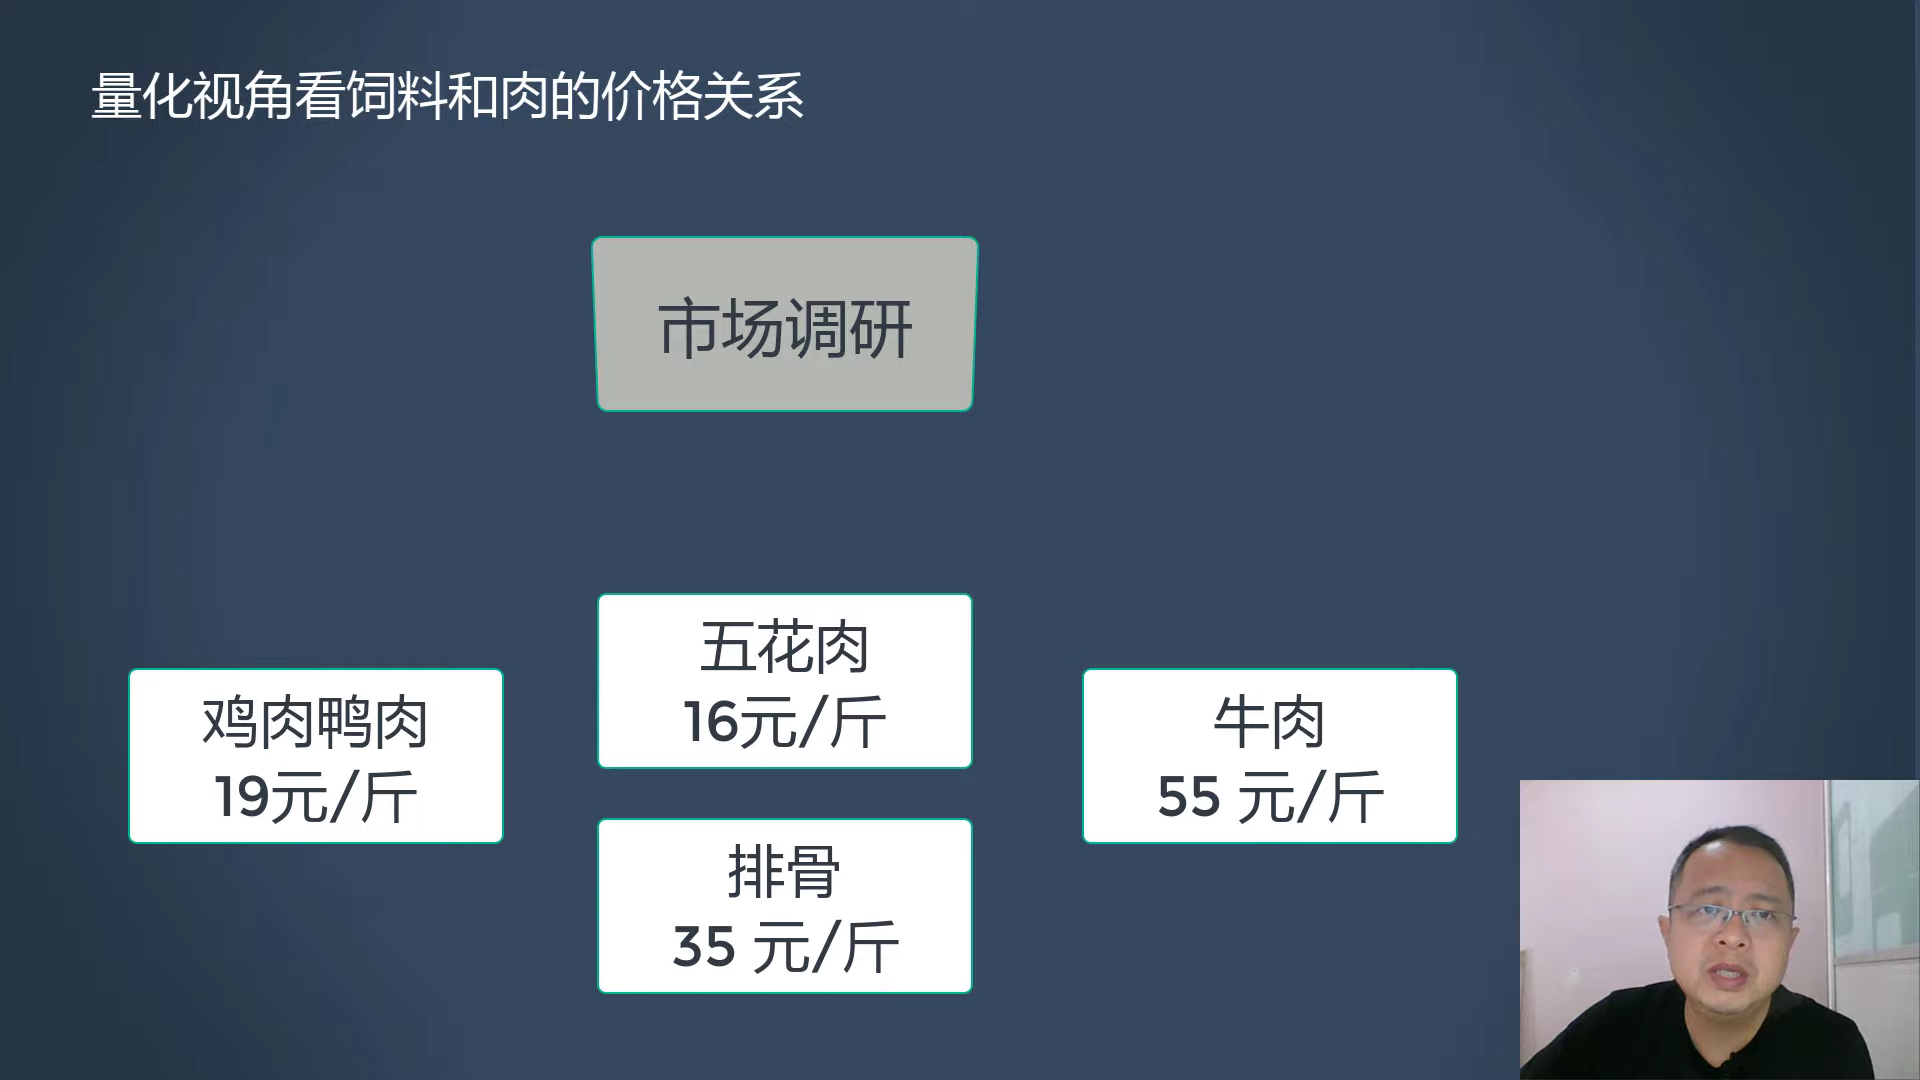 量化视角看饲料和肉的价格关系
市场调研
鸡肉鸭肉
19元/斤
五花肉
16元/斤
排骨
35 元/斤
牛肉
55 元/斤